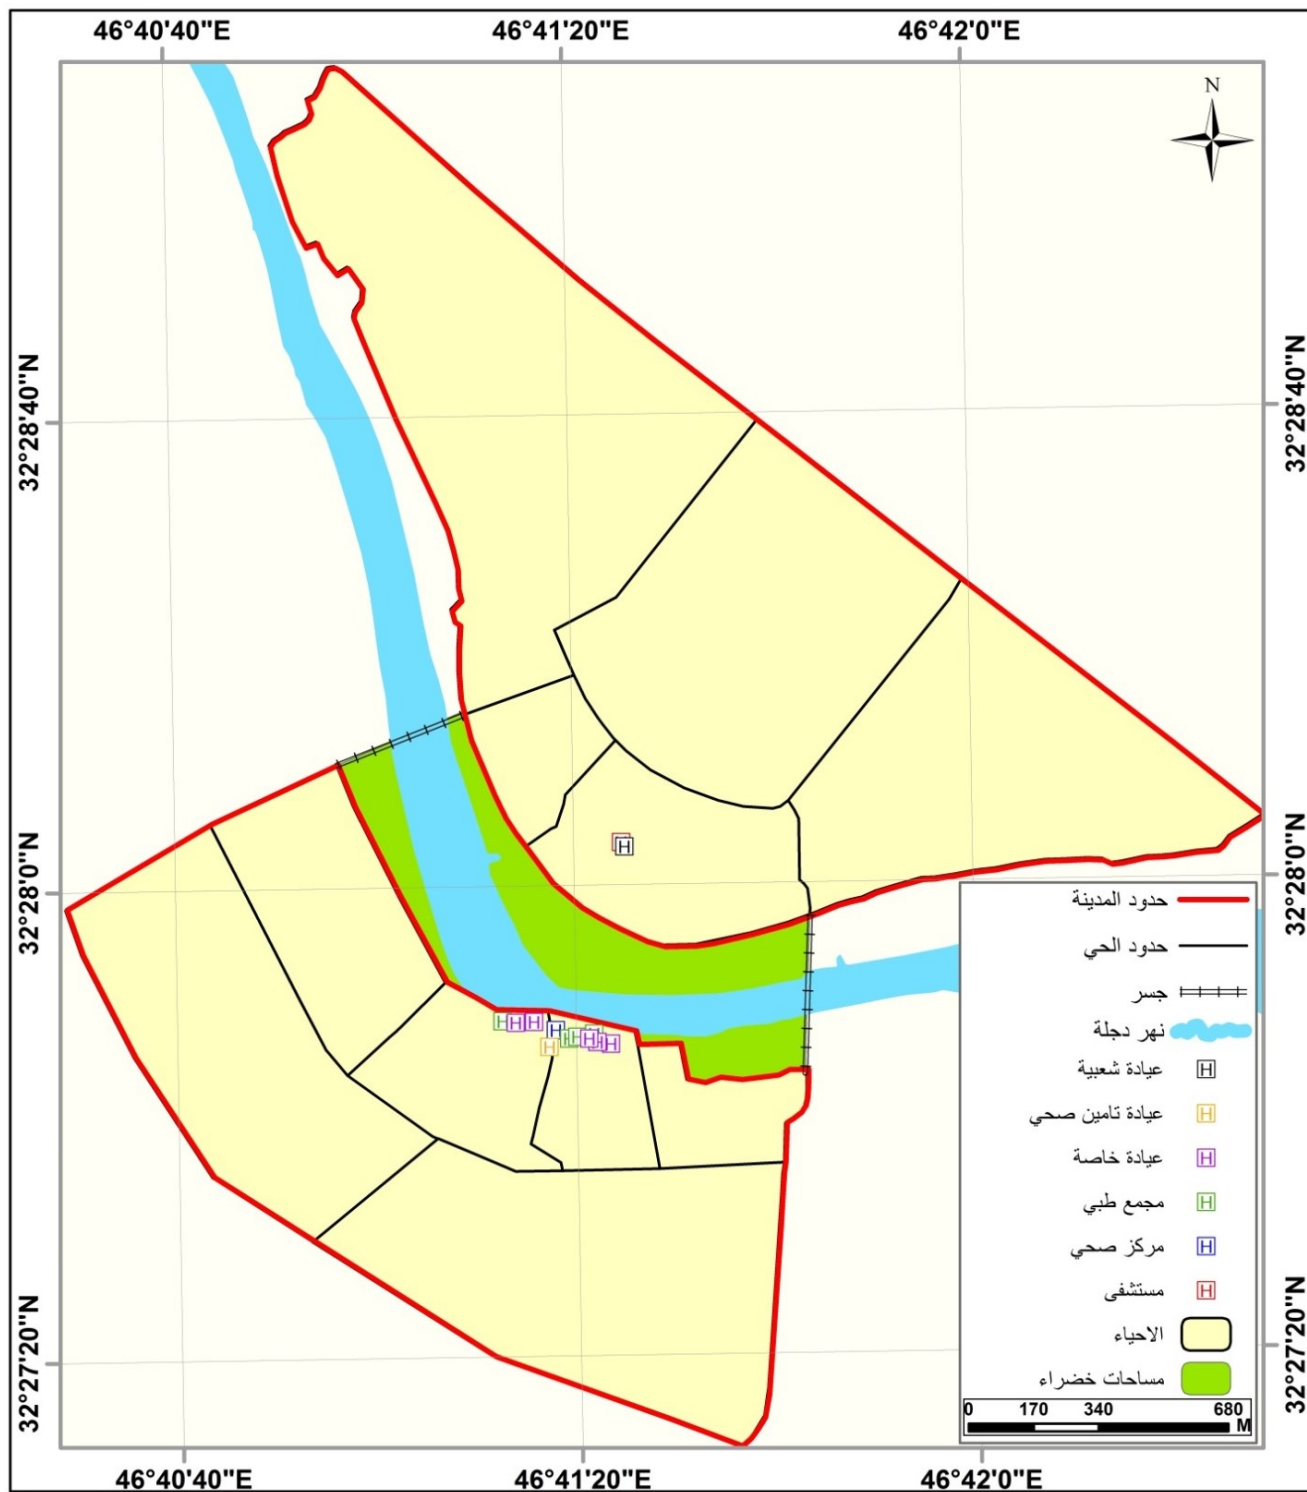 46°40'40"E 46°41'20"E 46°42'0"E
N
32°28'40"N 32°28'40"N
32°28'0"N 32°28'0"N
حدود المدينة
حدود الحي
جسر
نهر دجلة
H عيادة شعبية
H عيادة تامين صحي
H عيادة خاصة
H مجمع طبي
H مركز صحي
H مستشفى
الاحياء
مساحات خضراء
0 170 340 680
M
32°27'20"N 32°27'20"N
46°40'40"E 46°41'20"E 46°42'0"E